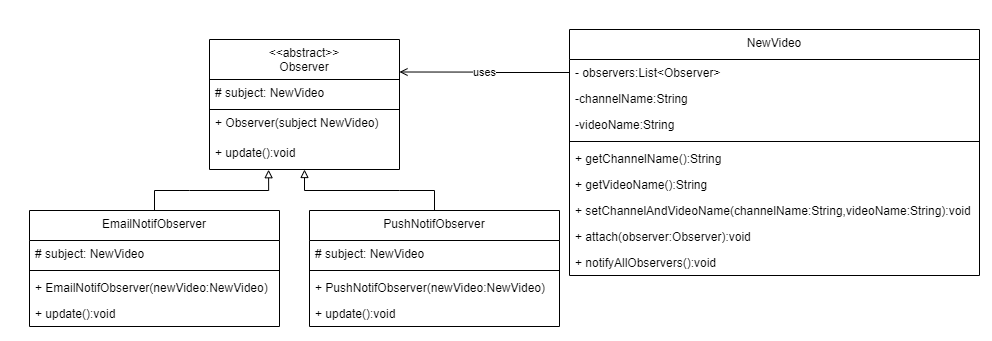 <<abstract>>
Observer
# subject: NewVideo
+ Observer(subject NewVideo)
+ update():void
uses
NewVideo
- observers:List<Observer>
-channelName:String
-videoName:String
+ getChannelName():String
+ getVideoName():String
+ setChannelAndVideoName(channelName:String,videoName:String):void
+ attach(observer:Observer):void
+ notifyAllObservers():void
EmailNotifObserver
# subject: NewVideo
+ EmailNotifObserver(newVideo:NewVideo)
+ update():void
PushNotifObserver
# subject: NewVideo
+ PushNotifObserver(newVideo:NewVideo)
+ update():void